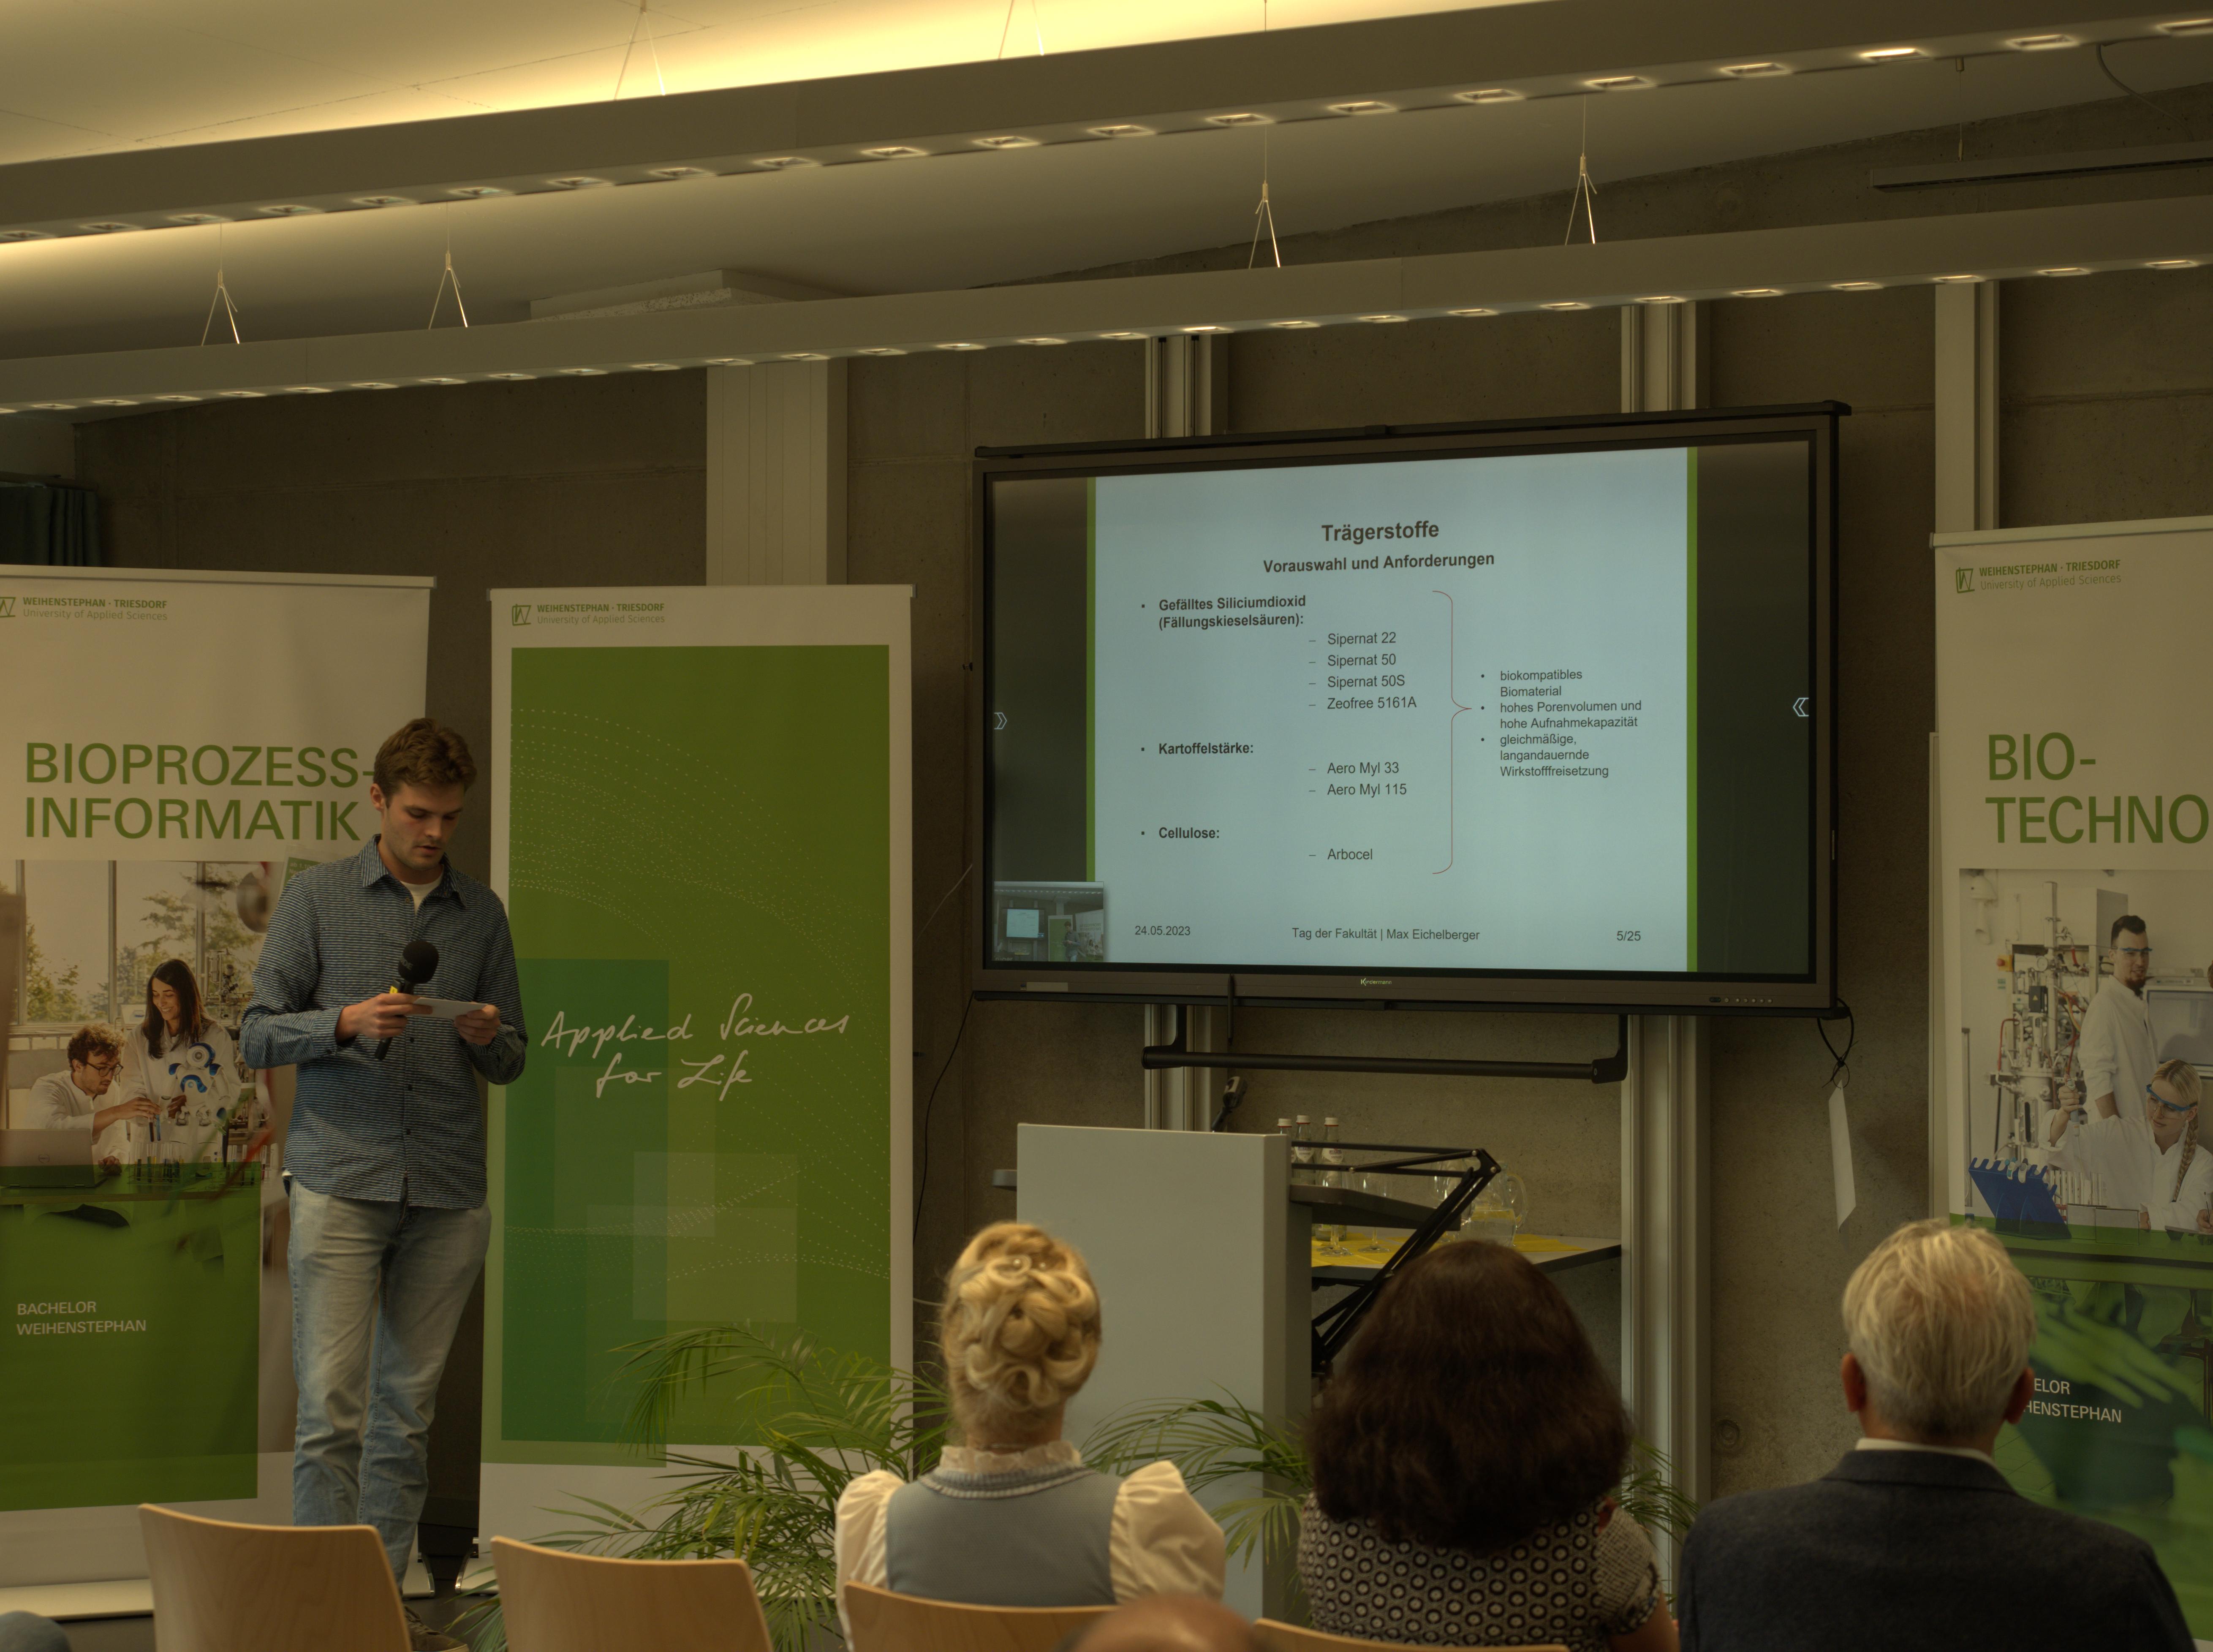 WEIHENSTEPHAN · TRIESDORF
University of Applied Sciences
BIOPROZESS-
INFORMATIK
BACHELOR
WEIHENSTEPHAN
WEIHENSTEPHAN · TRIESDORF
University of Applied Sciences
Applied Sciences
for Life
Trägerstoffe
Vorauswahl und Anforderungen
• Gefälltes Siliciumdioxid
(Fällungskieselsäuren):
– Sipernat 22
– Sipernat 50
– Sipernat 50S
– Zeofree 5161A
• Kartoffelstärke:
– Aero Myl 33
– Aero Myl 115
• Cellulose:
– Arbocel
• biokompatibles
Biomaterial
• hohes Porenvolumen und
hohe Aufnahmekapazität
• gleichmäßige,
langandauernde
Wirkstofffreisetzung
24.05.2023
Tag der Fakultät | Max Eichelberger
5/25
Kindermann
WEIHENSTEPHAN · TRIESDORF
University of Applied Sciences
BIO-
TECHNO
ELOR
HENSTEPHAN